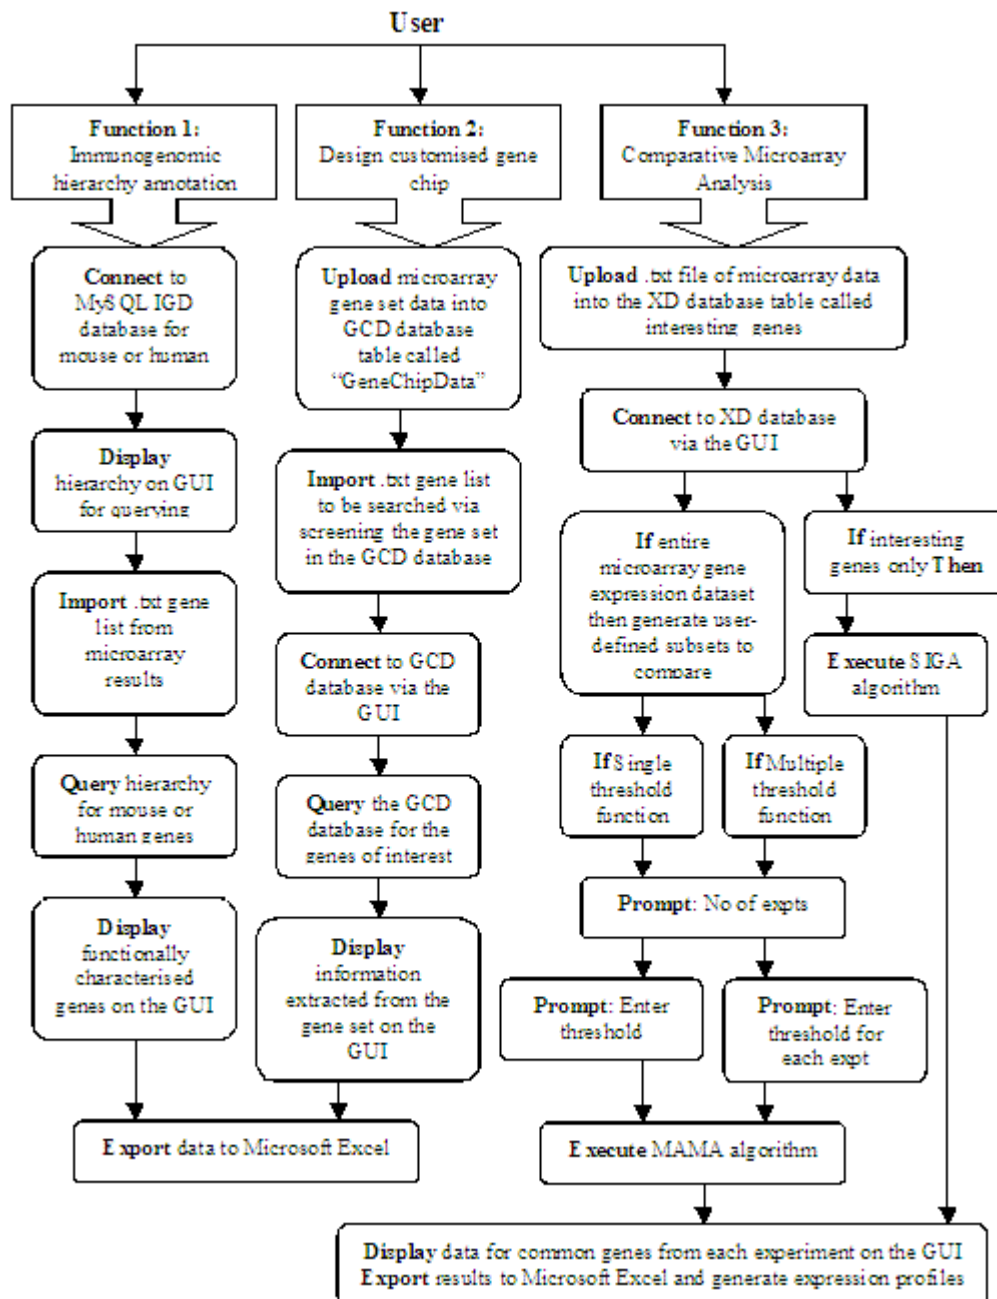 User
Function 1:
Immunogenomic
hierarchy annotation
Connect to
MySQL IGD
database for
mouse or human
Display
hierarchy on GUI
for querying
Import .txt gene
list from
microarray
results
Query hierarchy
for mouse or
human genes
Display
functionally
characterised
genes on the GUI
Function 2:
Design customised gene
chip
Upload microarray
gene set data into
GCD database
table called
“GeneChipData”
Import .txt gene list
to be searched via
screening the gene set
in the GCD database
Connect to GCD
database via the
GUI
Query the GCD
database for the
genes of interest
Display
information
extracted from the
gene set on the
GUI
Export data to Microsoft Excel
Function 3:
Comparative Microarray
Analysis
Upload .txt file of microarray data
into the XD database table called
interesting genes
Connect to XD database
via the GUI
If entire
microarray gene
expression dataset
then generate user-
defined subsets to
compare
If interesting
genes only Then
Execute SIGA
algorithm
If Single
threshold
function
If Multiple
threshold
function
Prompt: No of expts
Prompt: Enter
threshold
Prompt: Enter
threshold for
each expt
Execute MAMA algorithm
Display data for common genes from each experiment on the GUI
Export results to Microsoft Excel and generate expression profiles